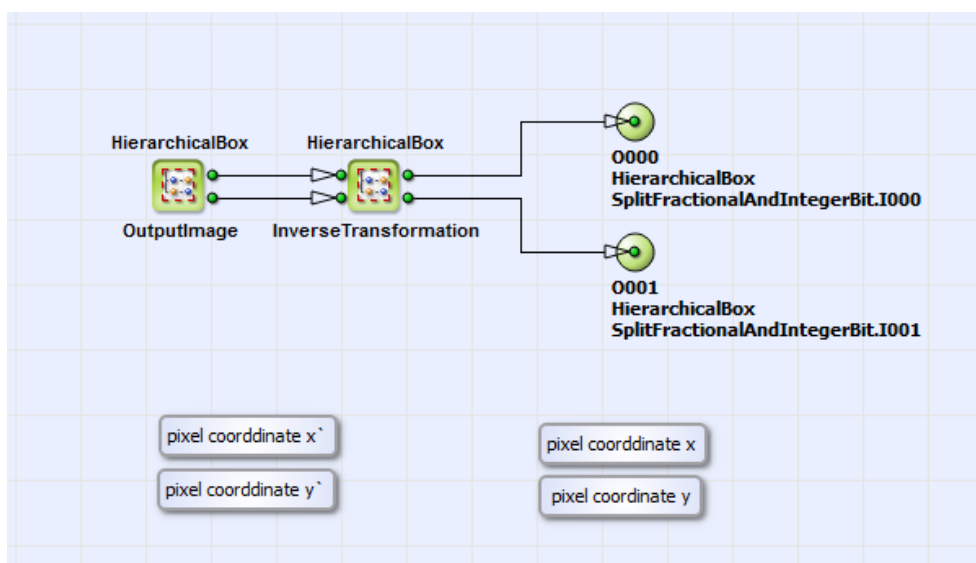 HierarchicalBox
HierarchicalBox
OutputImage
InverseTransformation
O000
HierarchicalBox
SplitFractionalAndIntegerBit.I000
O001
HierarchicalBox
SplitFractionalAndIntegerBit.I001
pixel coorddinate x`
pixel coorddinate y`
pixel coorddinate x
pixel coordinate y